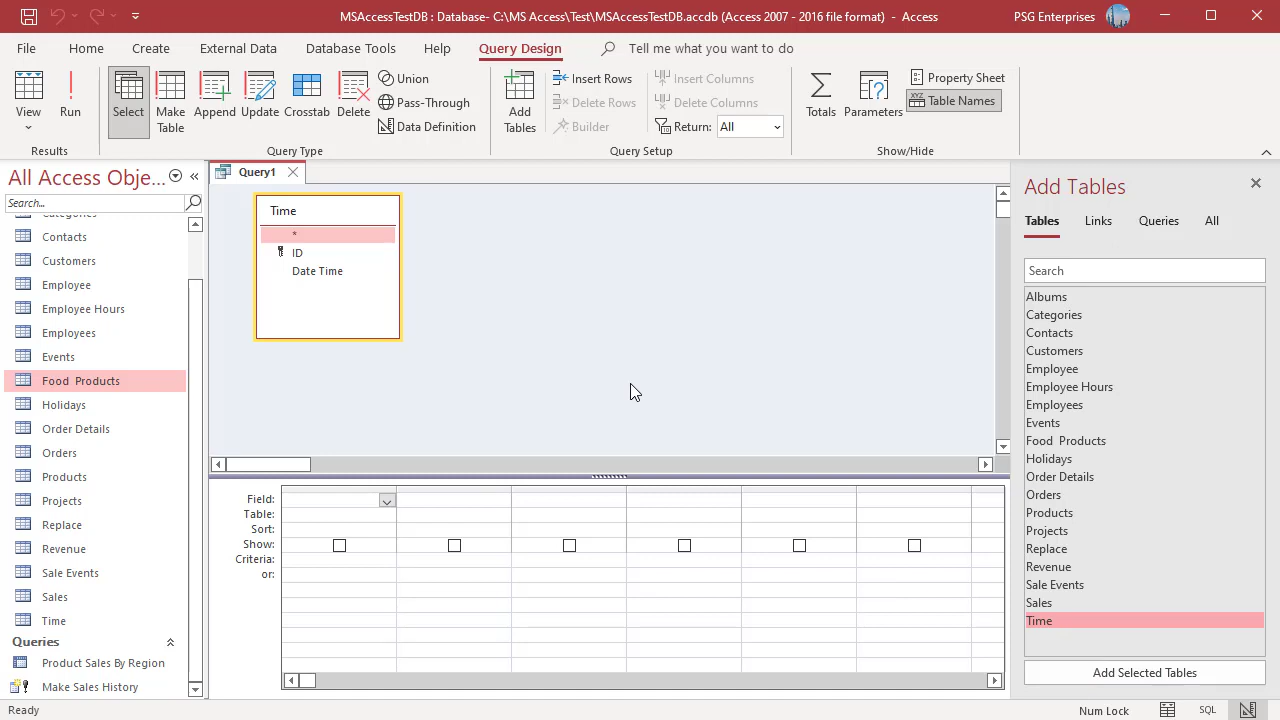 MSAccessTestDB : Database- C:\MS Access\Test\MSAccessTestDB.accdb (Access 2007 - 2016 file format) - Access
PSG Enterprises
File
Home
Create
External Data
Database Tools
Help
Query Design
Tell me what you want to do
View
Run
Results
Select
Make
Table
Append
Update
Crosstab
Delete
Union
Pass-Through
Data Definition
Query Type
Add
Tables
Insert Rows
Delete Rows
Builder
Insert Columns
Delete Columns
Return: All
Query Setup
Totals
Parameters
Property Sheet
XYZ
Table Names
Show/Hide
All Access Obje...
Search...
Categories
Contacts
Customers
Employee
Employee Hours
Employees
Events
Food Products
Holidays
Order Details
Orders
Products
Projects
Replace
Revenue
Sale Events
Sales
Time
Queries
Product Sales By Region
Make Sales History
Query1
Time
*
ID
Date Time
Field:
Table:
Sort:
Show:
Criteria:
or:
Add Tables
Tables
Links
Queries
All
Search
Albums
Categories
Contacts
Customers
Employee
Employee Hours
Employees
Events
Food Products
Holidays
Order Details
Orders
Products
Projects
Replace
Revenue
Sale Events
Sales
Time
Add Selected Tables
Ready
Num Lock
SQL